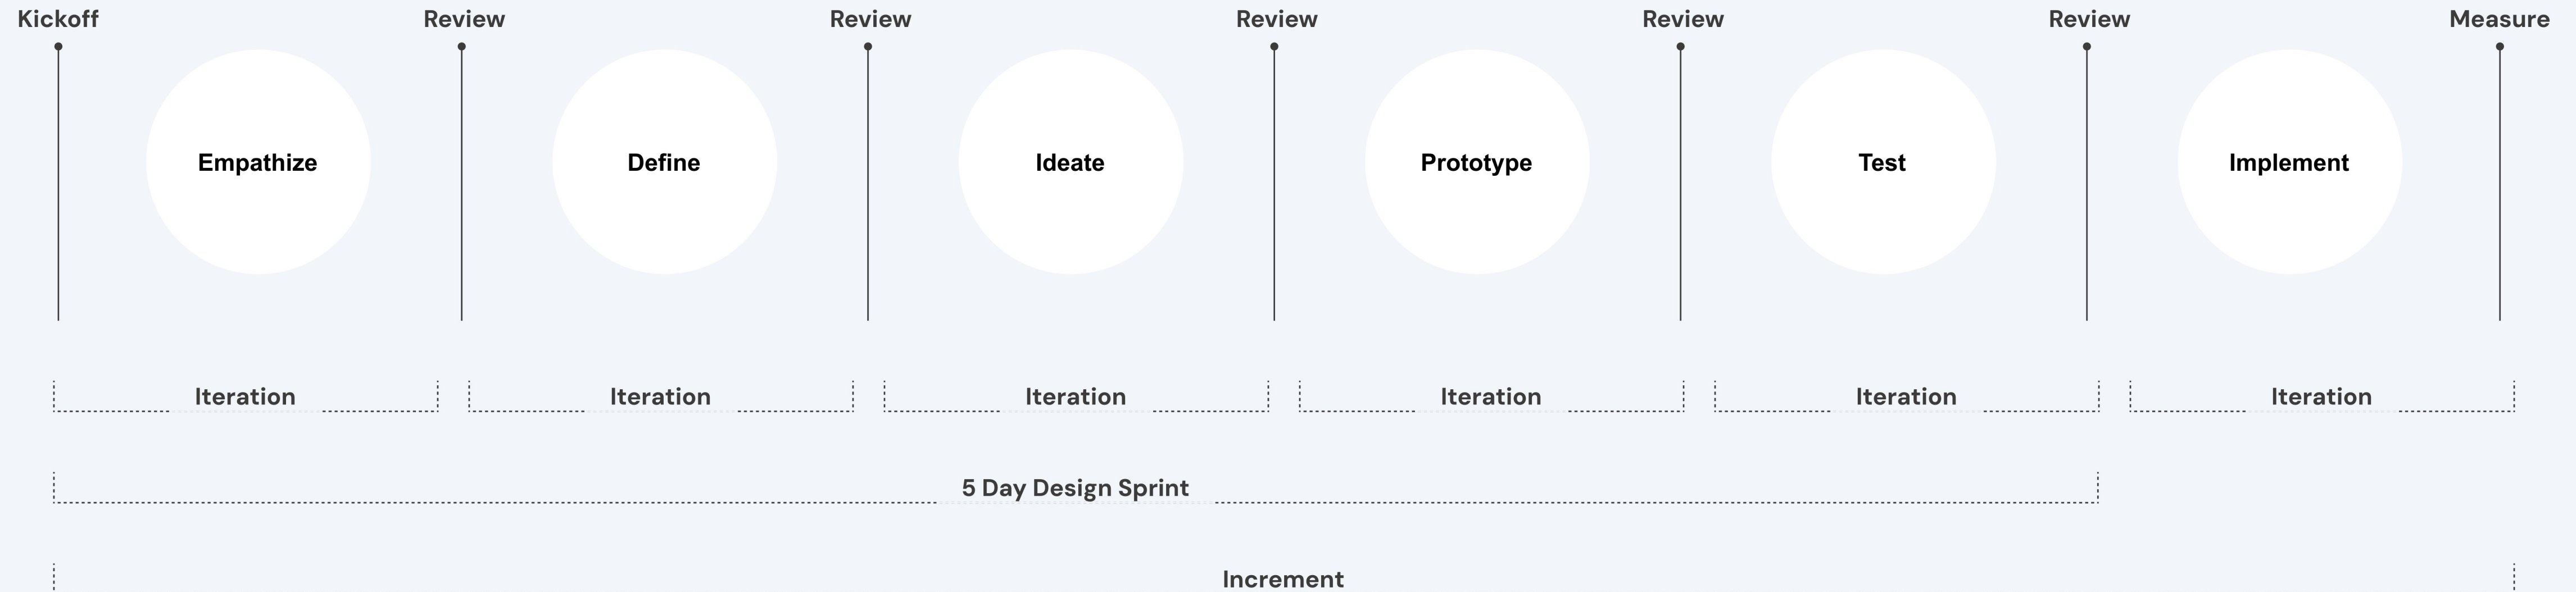 Kickoff
Review
Review
Review
Review
Review
Measure
Empathize
Define
Ideate
Prototype
Test
Implement
Iteration
Iteration
Iteration
Iteration
Iteration
Iteration
5 Day Design Sprint
Increment